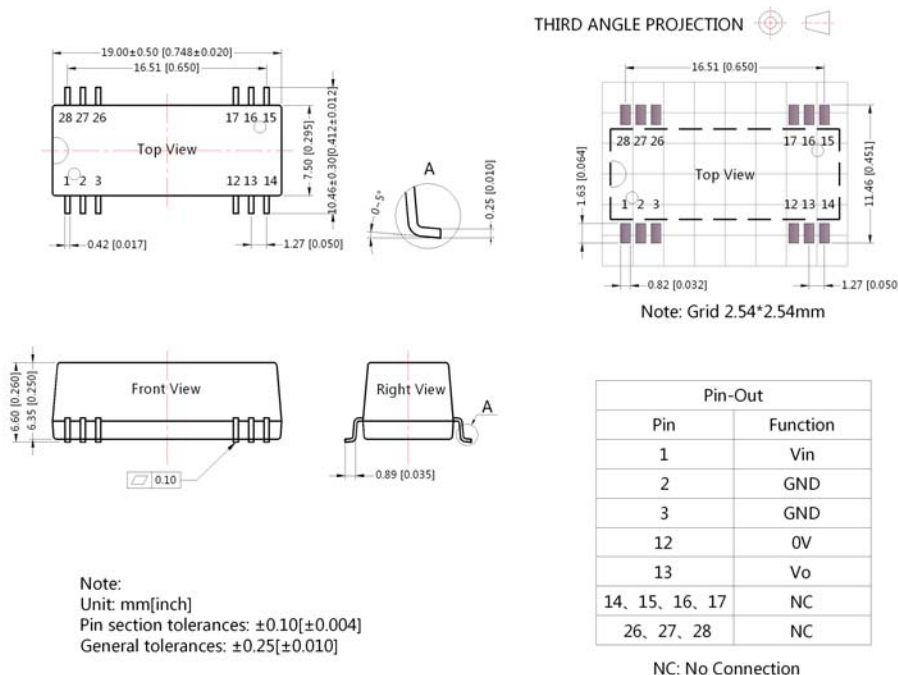 THIRD ANGLE PROJECTION
19.00±0.50 [0.748±0.020]
16.51 [0.650]
28 27 26
17 16 15
Top View
1 2 3
12 13 14
7.50 [0.295]
10.46±0.30[0.412±0.012]
0.42 [0.017]
1.27 [0.050]
A
0~5°
0.25 [0.010]
16.51 [0.650]
28 27 26
17 16 15
Top View
1 2 3
12 13 14
1.63 [0.064]
11.46 [0.451]
0.82 [0.032]
1.27 [0.050
Note: Grid 2.54*2.54mm
6.60 [0.260]
6.35 [0.250]
Front View
0.10
Right View
A
0.89 [0.035]
Pin-Out
Pin Function
1 Vin
2 GND
3 GND
12 0V
13 Vo
14、15、16、17 NC
26、27、28 NC
NC: No Connection
Note:
Unit: mm[inch]
Pin section tolerances: ±0.10[±0.004]
General tolerances: ±0.25[±0.010]